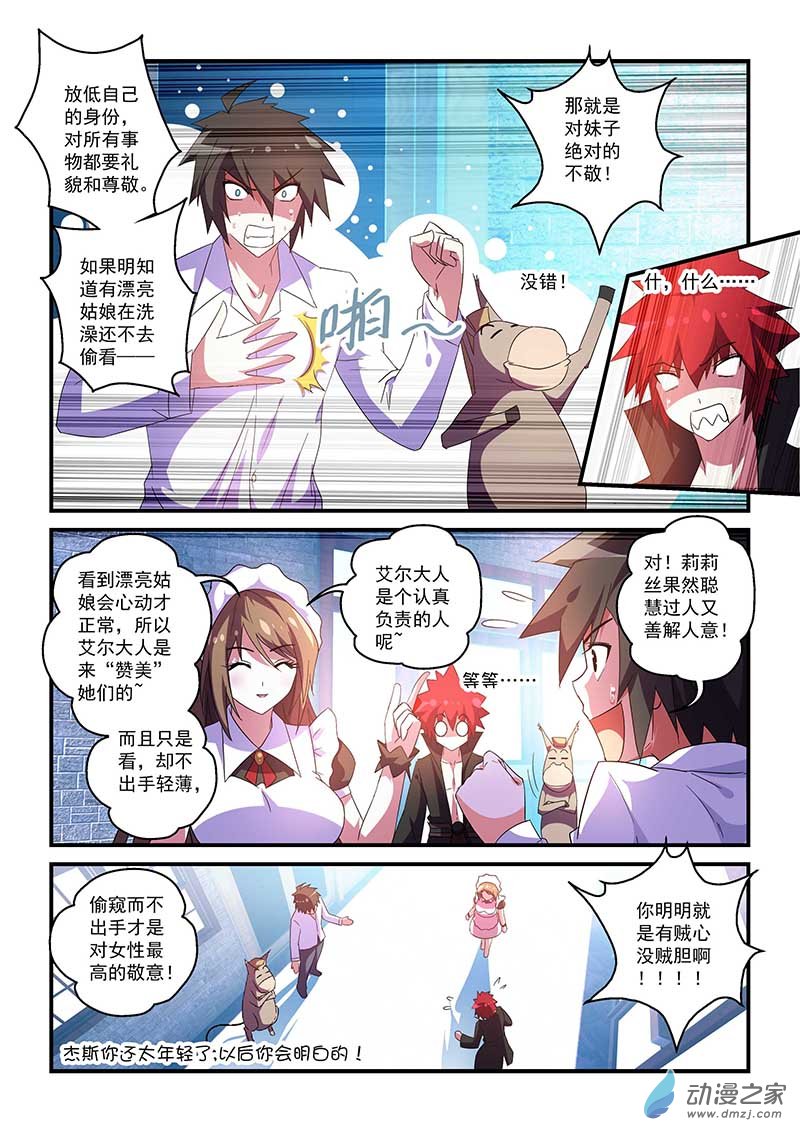 放低自己
的身份，
对所有事
物都要礼
貌和尊敬。
如果明知
道有漂亮
姑娘在洗
澡还不去
偷看——
啪～
那就是
对妹子
绝对的
不敬！
没错！
什，什么……
看到漂亮姑
娘会心动才
正常，所以
艾尔大人是
来“赞美”
她们的~
而且只是
看，却不
出手轻薄，
艾尔大人
是个认真
负责的人
呢~
等等……
对！莉莉
丝果然聪
慧过人又
善解人意！
偷窥而不
出手才是
对女性最
高的敬意！
你明明就
是有贼心
没贼胆啊
！！！！
杰斯你还太年轻了，以后你会明白的！
动漫之家
www.dmzj.com